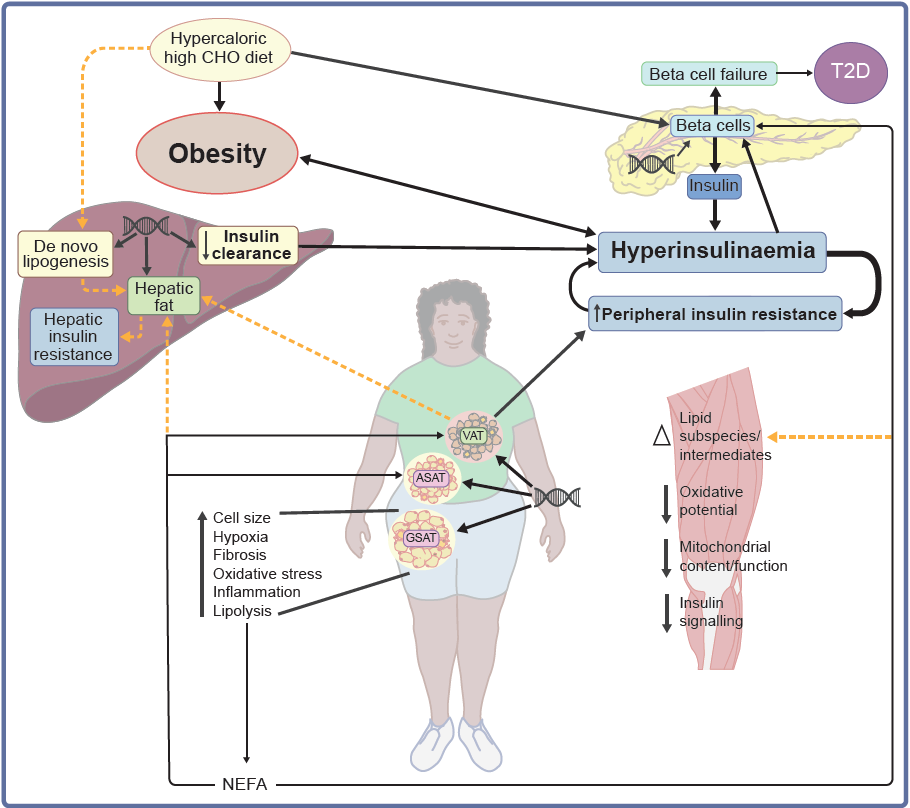 Hypercaloric
high CHO diet
Obesity
Beta cell failure
T2D
Beta cells
Insulin
Hyperinsulinaemia
↑Peripheral insulin resistance
De novo
lipogenesis
↓ Insulin
clearance
Hepatic
fat
Hepatic
insulin
resistance
VAT
ASAT
GSAT
Cell size
Hypoxia
Fibrosis
Oxidative stress
Inflammation
Lipolysis
NEFA
△ Lipid
subspecies/
intermediates
↓ Oxidative
potential
↓ Mitochondrial
content/function
↓ Insulin
signalling